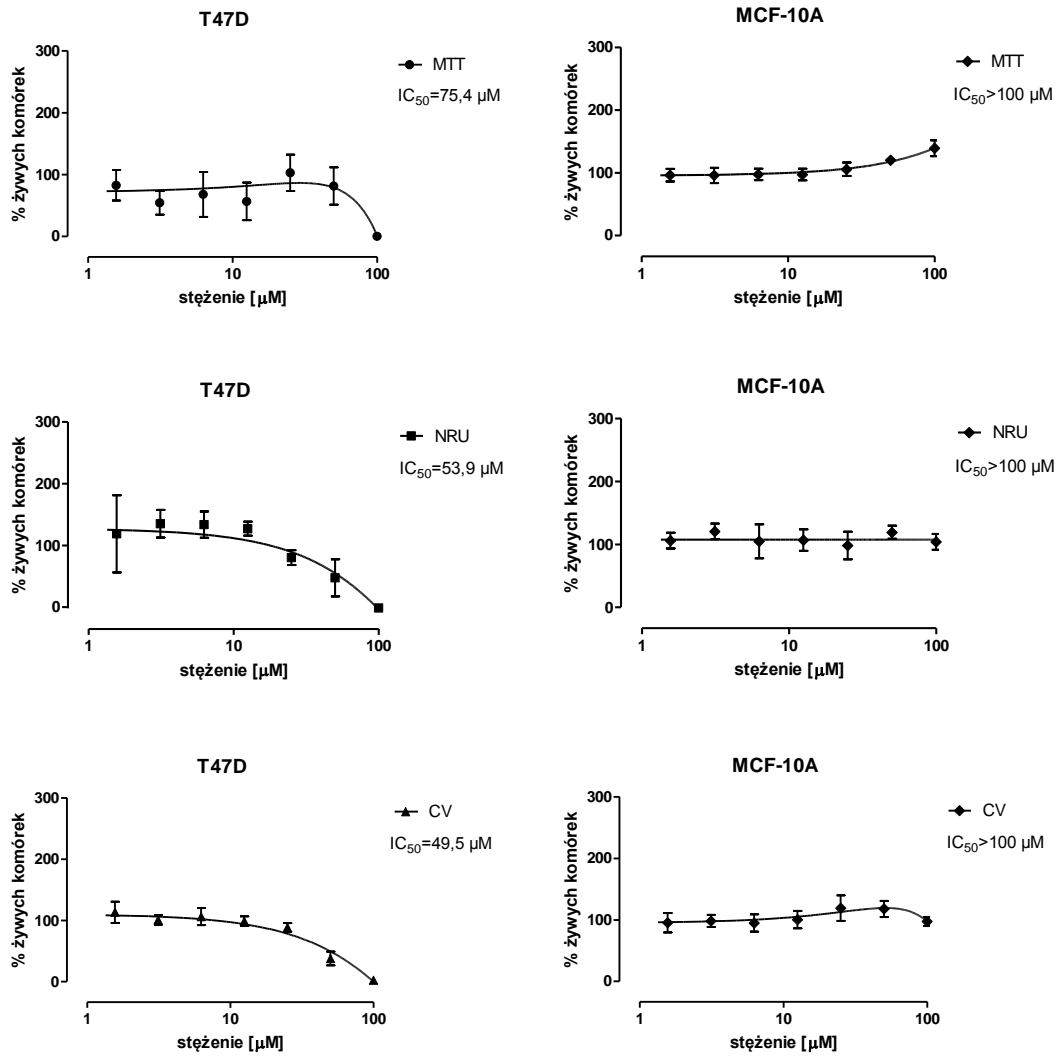 T47D
300
200
100
0
% żywych komórek
1
10
100
stężenie [µM]
MTT
IC50=75,4 µM
MCF-10A
300
200
100
0
% żywych komórek
1
10
100
stężenie [µM]
MTT
IC50>100 µM
T47D
300
200
100
0
% żywych komórek
1
10
100
stężenie [µM]
NRU
IC50=53,9 µM
MCF-10A
300
200
100
0
% żywych komórek
1
10
100
stężenie [µM]
NRU
IC50>100 µM
T47D
300
200
100
0
% żywych komórek
1
10
100
stężenie [µM]
CV
IC50=49,5 µM
MCF-10A
300
200
100
0
% żywych komórek
1
10
100
stężenie [µM]
CV
IC50>100 µM